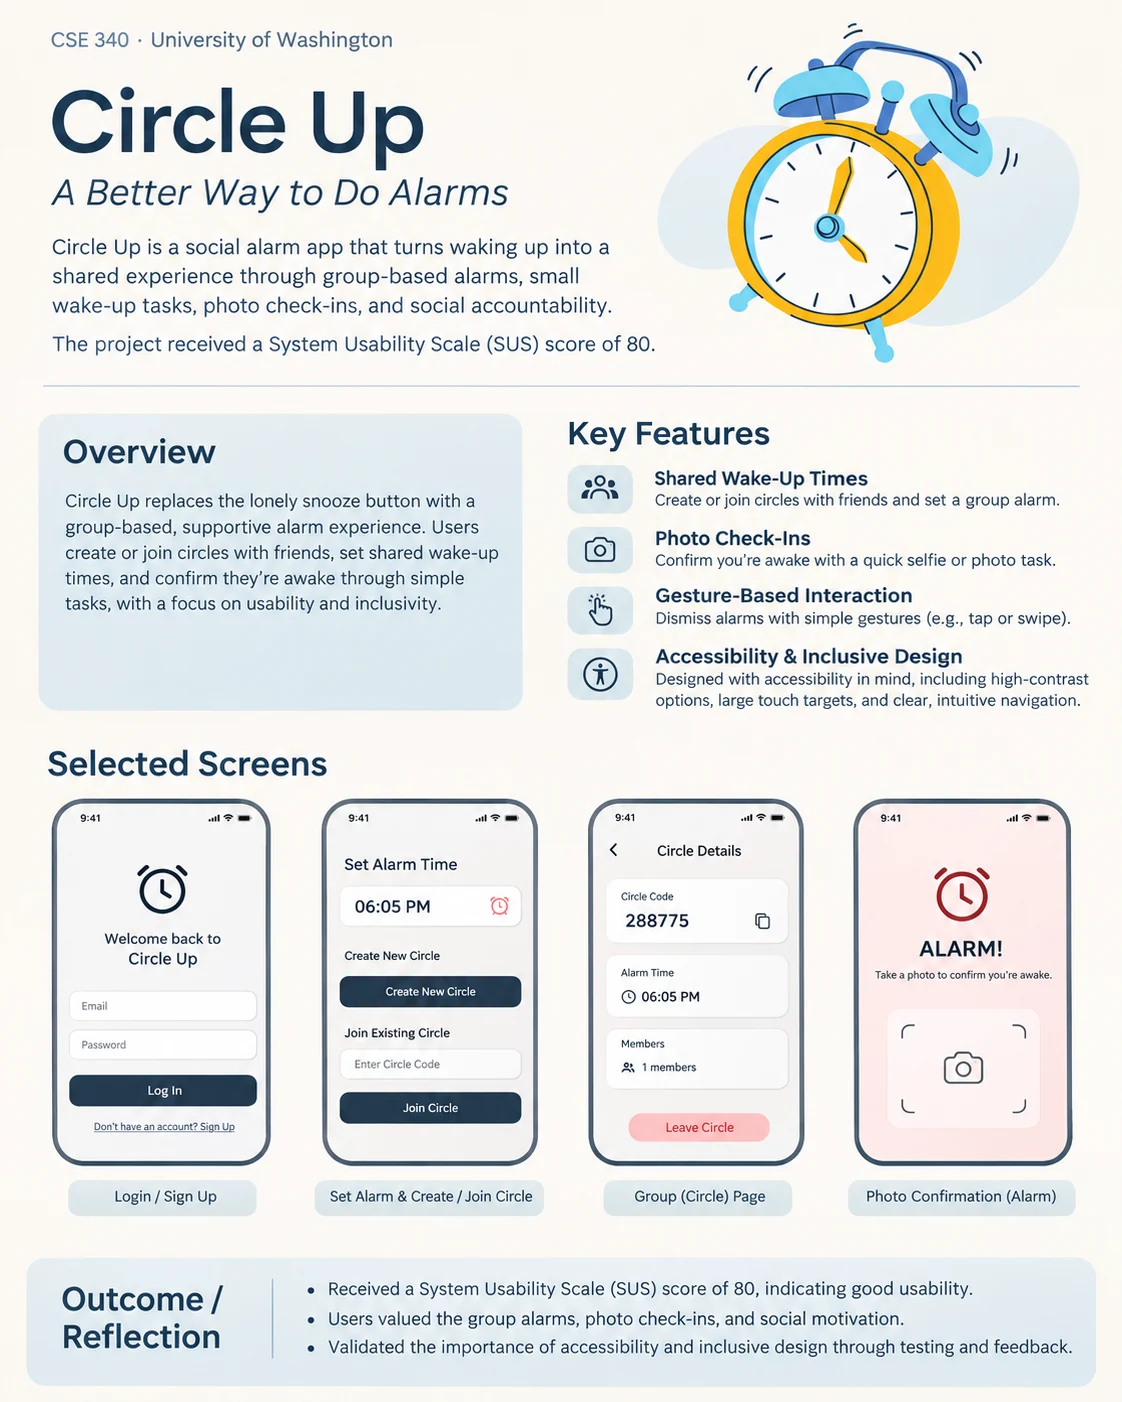 CSE 340 · University of Washington
Circle Up
A Better Way to Do Alarms
Circle Up is a social alarm app that turns waking up into a
shared experience through group-based alarms, small
wake-up tasks, photo check-ins, and social accountability.
The project received a System Usability Scale (SUS) score of 80.
Overview
Circle Up replaces the lonely snooze button with a
group-based, supportive alarm experience. Users
create or join circles with friends, set shared wake-up
times, and confirm they’re awake through simple
tasks, with a focus on usability and inclusivity.
Key Features
Shared Wake-Up Times
Create or join circles with friends and set a group alarm.
Photo Check-Ins
Confirm you’re awake with a quick selfie or photo task.
Gesture-Based Interaction
Dismiss alarms with simple gestures (e.g., tap or swipe).
Accessibility & Inclusive Design
Designed with accessibility in mind, including high-contrast
options, large touch targets, and clear, intuitive navigation.
Selected Screens
9:41
Welcome back to
Circle Up
Email
Password
Log In
Don’t have an account? Sign Up
Login / Sign Up
9:41
Set Alarm Time
06:05 PM
Create New Circle
Create New Circle
Join Existing Circle
Enter Circle Code
Join Circle
Set Alarm & Create / Join Circle
9:41
Circle Details
Circle Code
288775
Alarm Time
06:05 PM
Members
1 members
Leave Circle
Group (Circle) Page
9:41
ALARM!
Take a photo to confirm you’re awake.
Photo Confirmation (Alarm)
Outcome /
Reflection
• Received a System Usability Scale (SUS) score of 80, indicating good usability.
• Users valued the group alarms, photo check-ins, and social motivation.
• Validated the importance of accessibility and inclusive design through testing and feedback.